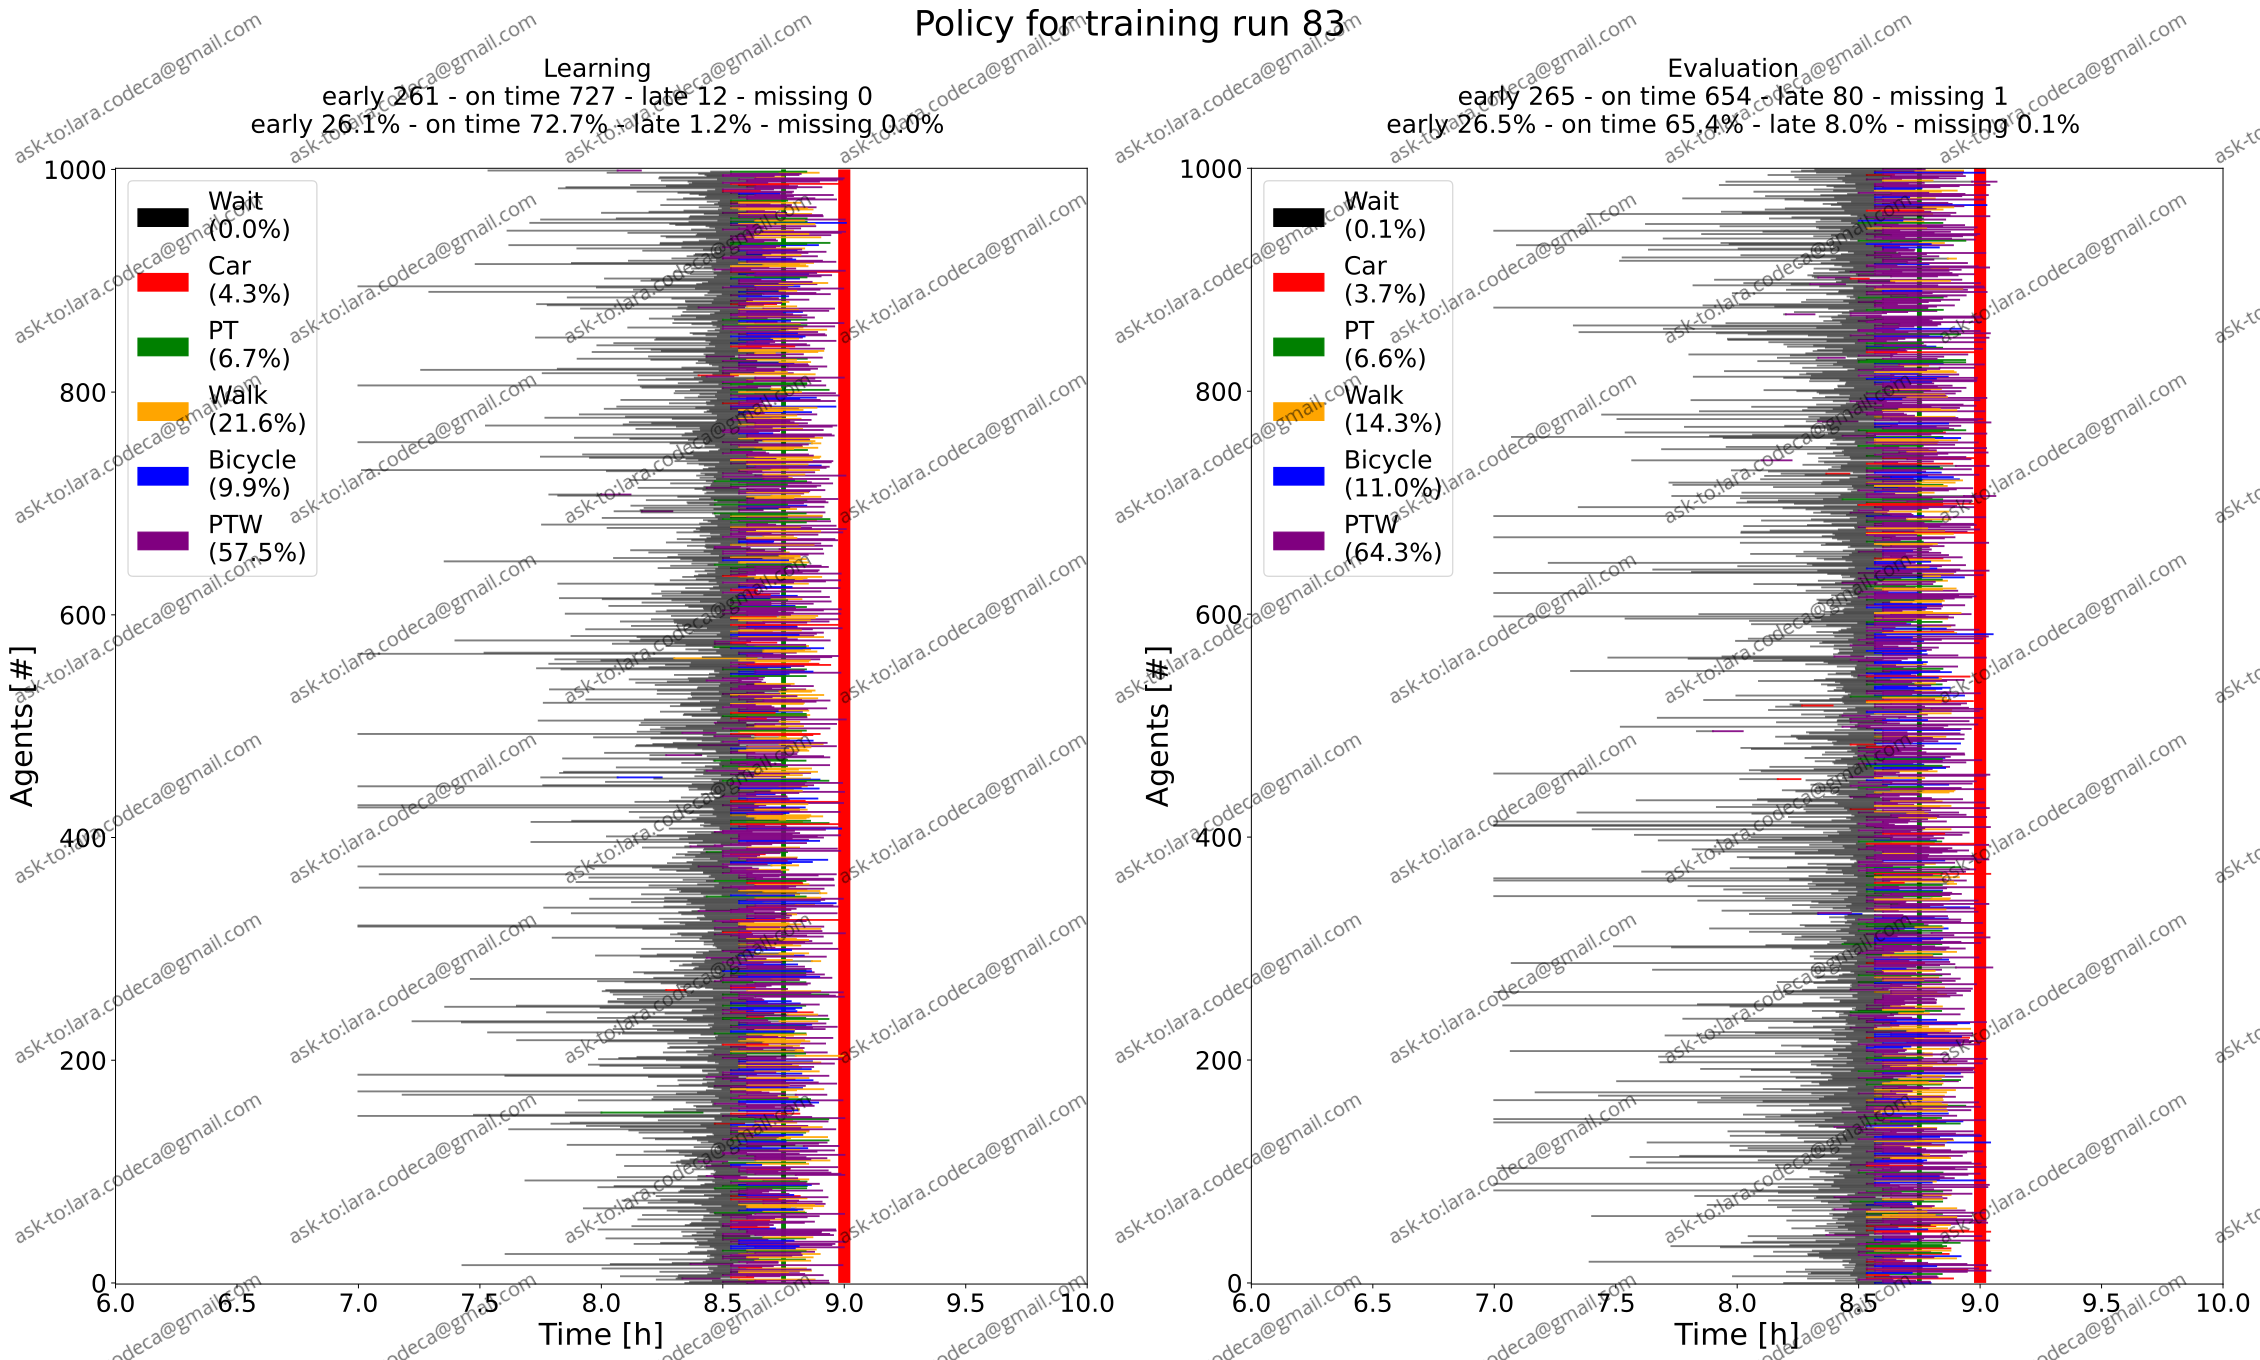 Policy for training run 83
Learning
early 261 - on time 727 - late 12 - missing 0
early 26.1% - on time 72.7% - late 1.2% - missing 0.0%
1000
800
600
400
200
0
Agents [#]
Wait
(0.0%)
Car
(4.3%)
PT
(6.7%)
Walk
(21.6%)
Bicycle
(9.9%)
PTW
(57.5%)
6.0 6.5 7.0 7.5 8.0 8.5 9.0 9.5 10.0
Time [h]
Evaluation
early 265 - on time 654 - late 80 - missing 1
early 26.5% - on time 65.4% - late 8.0% - missing 0.1%
1000
800
600
400
200
0
Agents [#]
Wait
(0.1%)
Car
(3.7%)
PT
(6.6%)
Walk
(14.3%)
Bicycle
(11.0%)
PTW
(64.3%)
6.0 6.5 7.0 7.5 8.0 8.5 9.0 9.5 10.0
Time [h]
ask-to:lara.codeca@gmail.com